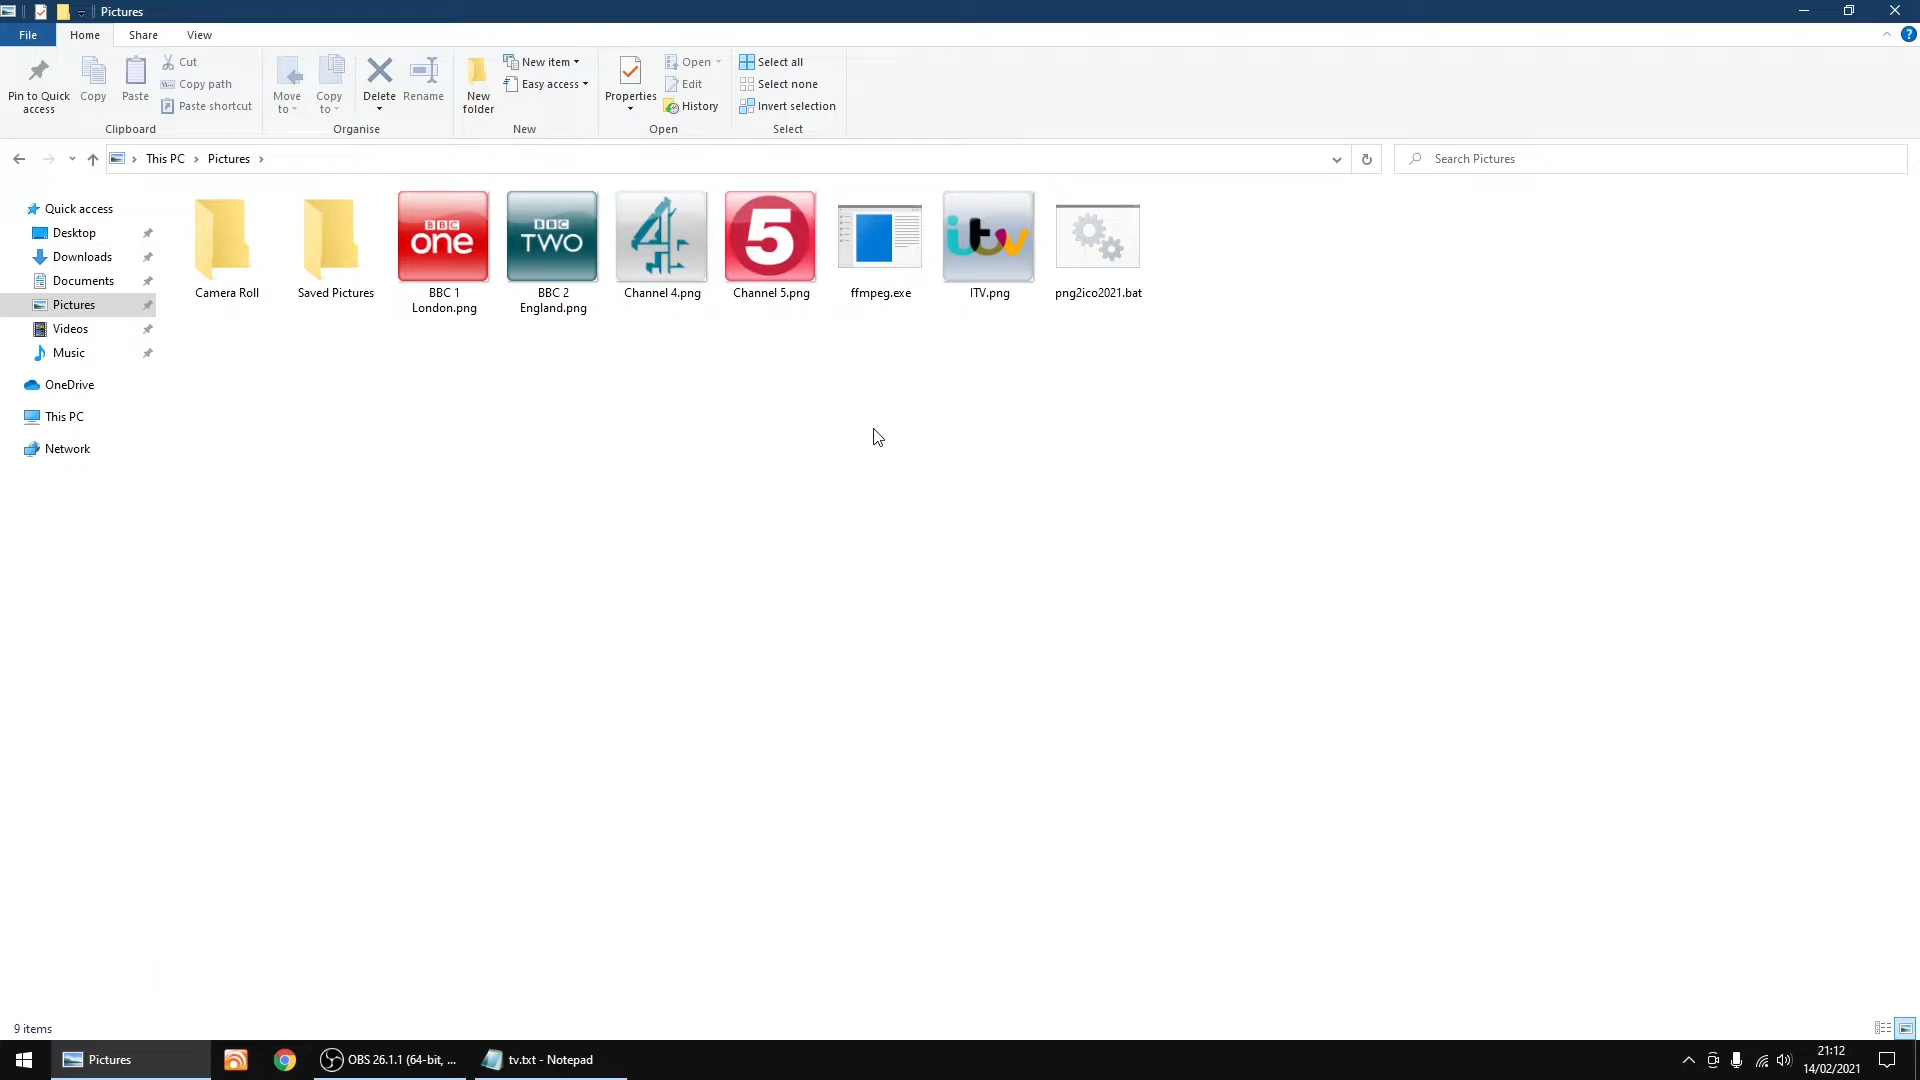 Pictures
File
Home
Share
View
Pin to Quick
access
Copy
Paste
Cut
Copy path
Paste shortcut
Clipboard
Move
to
Copy
to
Delete
Rename
Organise
New
folder
New item
Easy access
New
Properties
Open
Edit
History
Open
Select all
Select none
Invert selection
Select
This PC
Pictures
Search Pictures
Quick access
Desktop
Downloads
Documents
Pictures
Videos
Music
OneDrive
This PC
Network
Camera Roll
Saved Pictures
BBC
one
BBC 1
London.png
BBC
TWO
BBC 2
England.png
4
Channel 4.png
5
Channel 5.png
ffmpeg.exe
itv
ITV.png
png2ico2021.bat
9 items
Pictures
OBS 26.1.1 (64-bit, ...
tv.txt - Notepad
21:12
14/02/2021